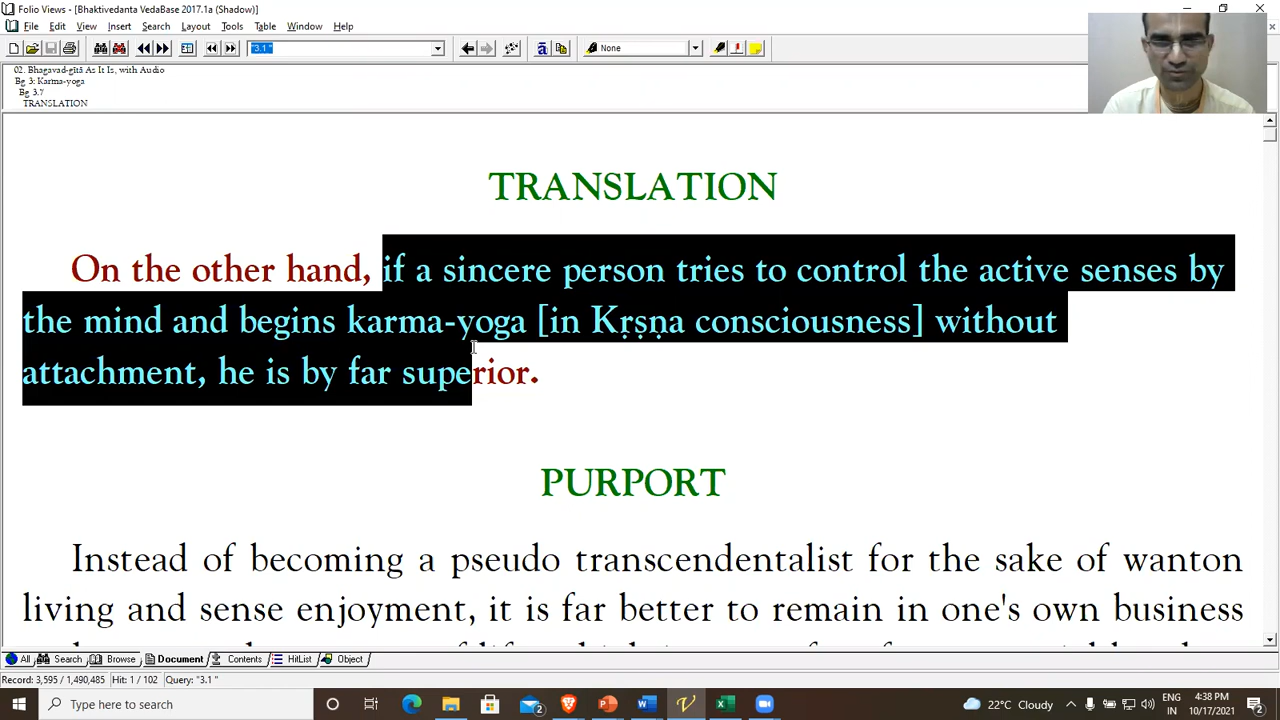 Folio Views - [Bhaktivedanta VedaBase 2017.1a (Shadow)]
File Edit View Search Layout Tools Table Window Help
"3.1 " None
02. Bhagavad-gītā As It Is, with Audio
Bg 3: Karma-yoga
Bg 3.7
TRANSLATION
TRANSLATION
On the other hand, if a sincere person tries to control the active senses by
the mind and begins karma-yoga [in Kṛṣṇa consciousness] without
attachment, he is by far superior.
PURPORT
Instead of becoming a pseudo transcendentalist for the sake of wanton
living and sense enjoyment, it is far better to remain in one's own business
All Search Browse Document Contents HitList Object
Record: 3,595 / 1,490,485 Hit: 1 / 102 Query: "3.1 "
Type here to search
2
22°C Cloudy
ENG
IN
4:38 PM
10/17/2021
2